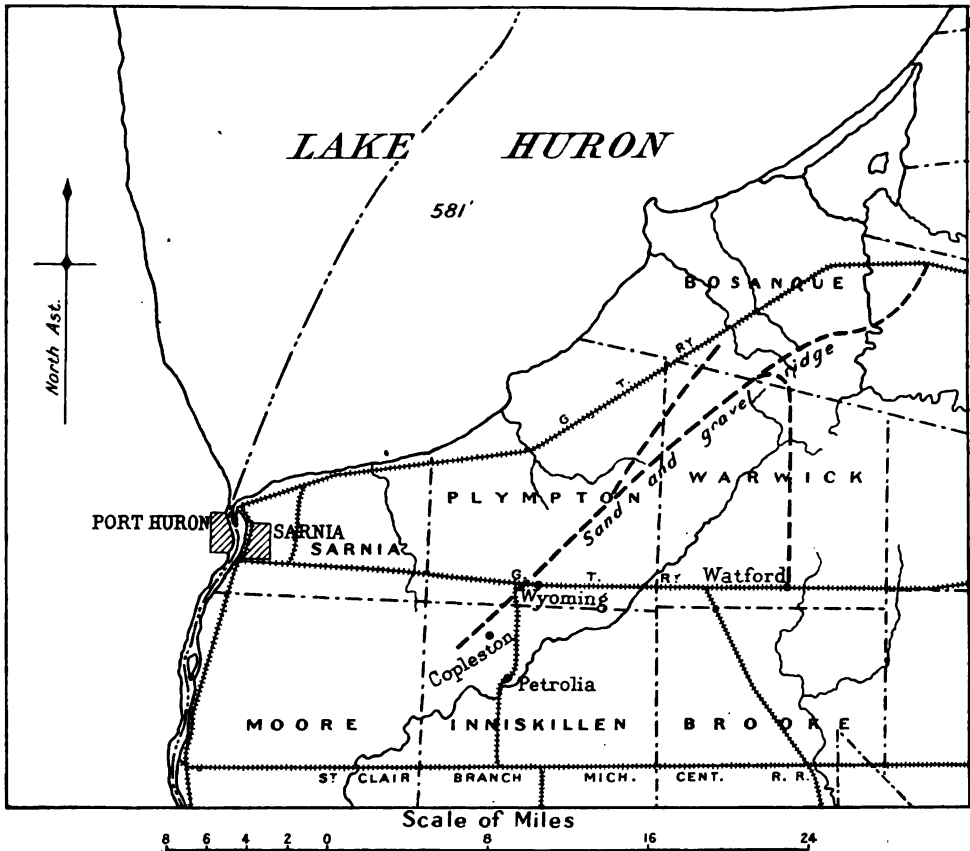 LAKE HURON
581'
North Ast.
BOSANQUE
G. T. RY.
Sand and gravel ridge
WARWICK
PLYMPTON
PORT HURON
SARNIA
SARNIA
G. T. RY
Watford
Wyoming
Copleston
Petrolia
MOORE
INNISKILLEN
BROOKE
ST CLAIR BRANCH MICH. CENT. R. R.
Scale of Miles
8 6 4 2 0 8 16 24